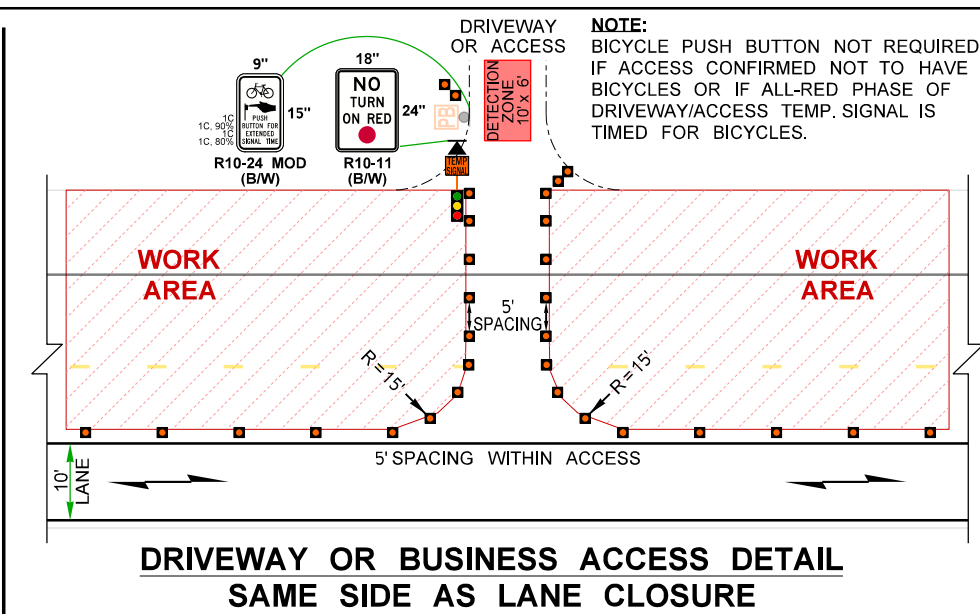 DRIVEWAY
OR ACCESS
NOTE:
BICYCLE PUSH BUTTON NOT REQUIRED
IF ACCESS CONFIRMED NOT TO HAVE
BICYCLES OR IF ALL-RED PHASE OF
DRIVEWAY/ACCESS TEMP. SIGNAL IS
TIMED FOR BICYCLES.
9"
15"
1C
1C, 90%
1C
1C, 80%
PUSH
BUTTON FOR
EXTENDED
SIGNAL TIME
R10-24 MOD
(B/W)
18"
24"
NO
TURN
ON RED
R10-11
(B/W)
PB
DETECTION
ZONE
10' x 6'
TEMP
SIGNAL
WORK
AREA
WORK
AREA
5'
SPACING
R=15'
R=15'
5' SPACING WITHIN ACCESS
10'
LANE
DRIVEWAY OR BUSINESS ACCESS DETAIL
SAME SIDE AS LANE CLOSURE